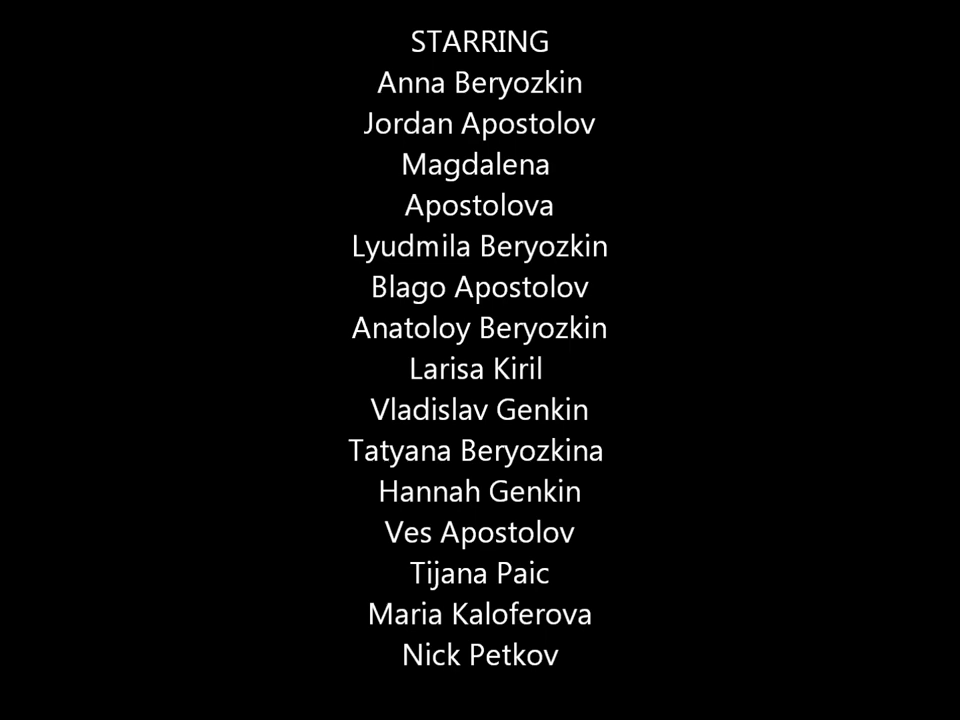 STARRING
Anna Beryozkin
Jordan Apostolov
Magdalena
Apostolova
Lyudmila Beryozkin
Blago Apostolov
Anatoloy Beryozkin
Larisa Kiril
Vladislav Genkin
Tatyana Beryozkina
Hannah Genkin
Ves Apostolov
Tijana Paic
Maria Kaloferova
Nick Petkov